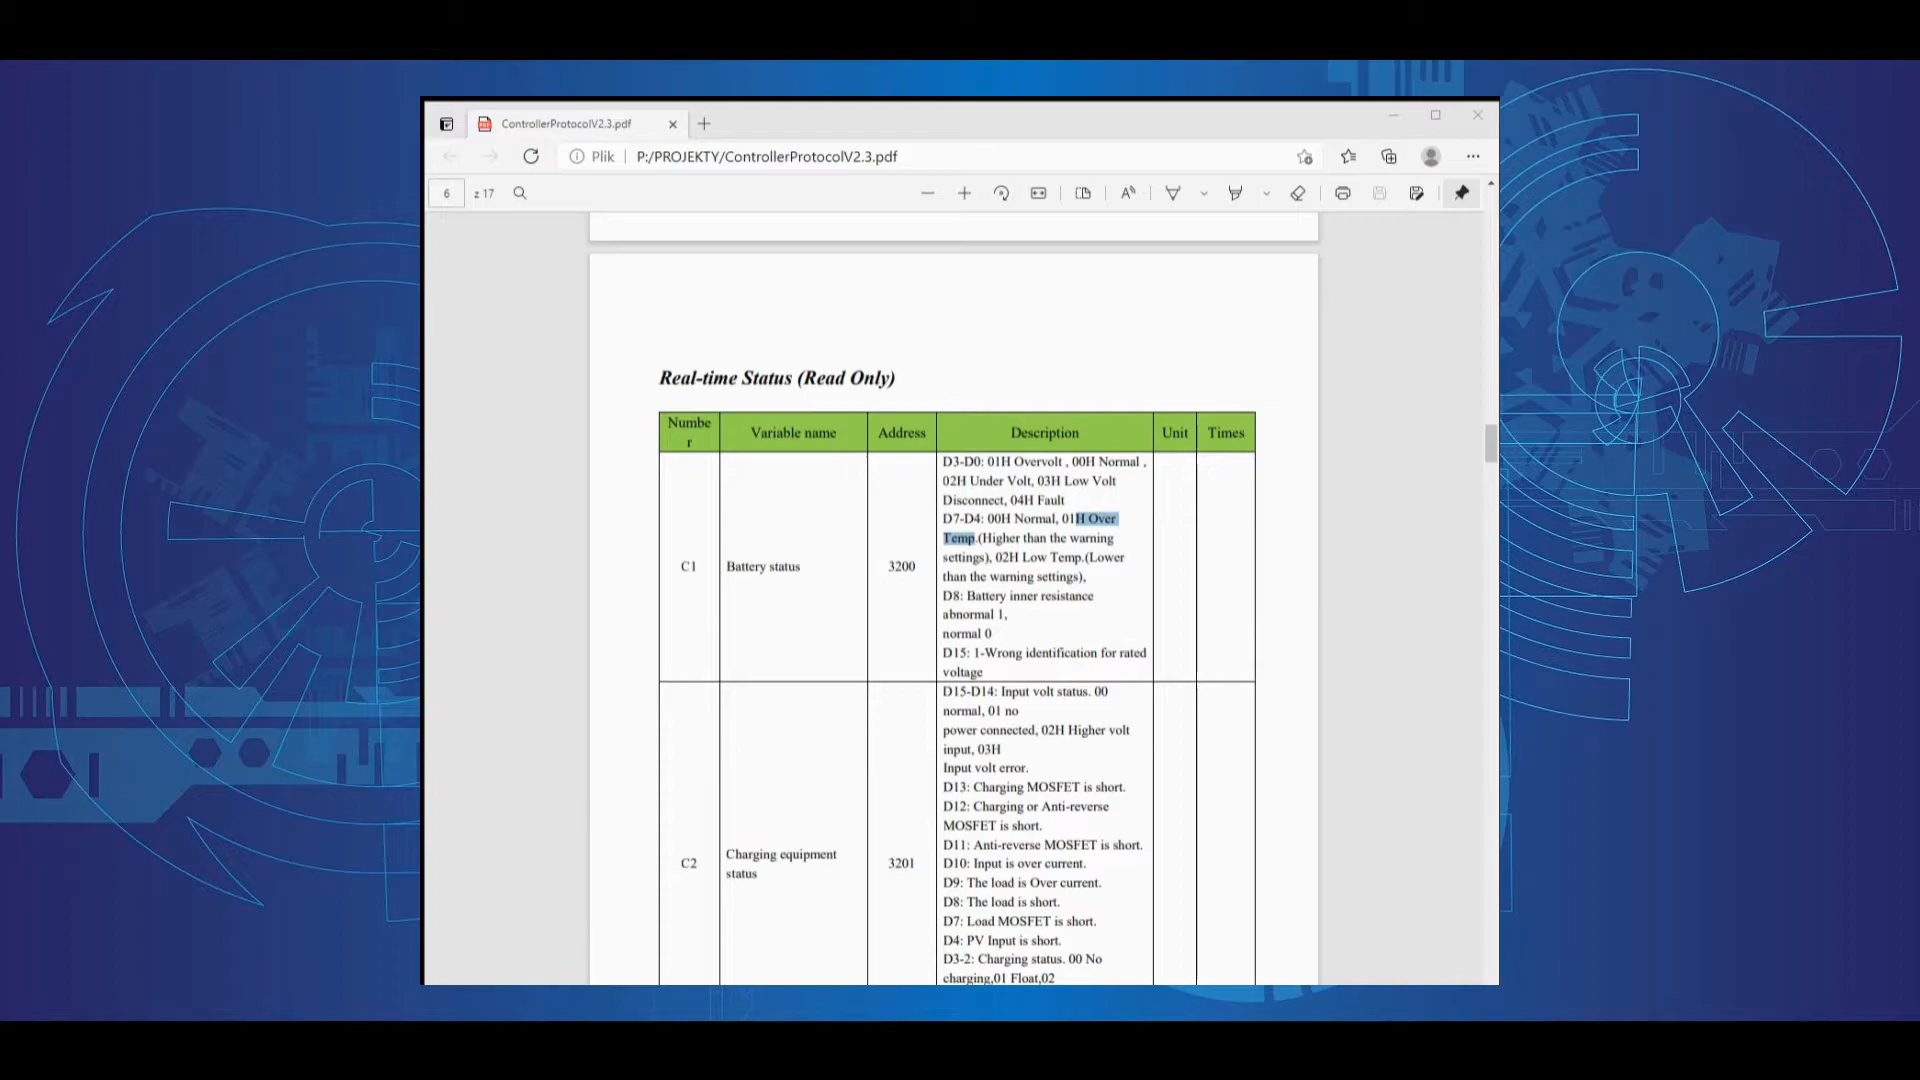 ControllerProtocolV2.3.pdf
Plik P:/PROJEKTY/ControllerProtocolV2.3.pdf
6 z 17
Real-time Status (Read Only)
Numbe
r
Variable name Address Description Unit Times
C1 Battery status 3200
D3-D0: 01H Overvolt , 00H Normal ,
02H Under Volt, 03H Low Volt
Disconnect, 04H Fault
D7-D4: 00H Normal, 01H Over
Temp.(Higher than the warning
settings), 02H Low Temp.(Lower
than the warning settings),
D8: Battery inner resistance
abnormal 1,
normal 0
D15: 1-Wrong identification for rated
voltage
C2 Charging equipment
status
3201
D15-D14: Input volt status. 00
normal, 01 no
power connected, 02H Higher volt
input, 03H
Input volt error.
D13: Charging MOSFET is short.
D12: Charging or Anti-reverse
MOSFET is short.
D11: Anti-reverse MOSFET is short.
D10: Input is over current.
D9: The load is Over current.
D8: The load is short.
D7: Load MOSFET is short.
D4: PV Input is short.
D3-2: Charging status. 00 No
charging,01 Float,02